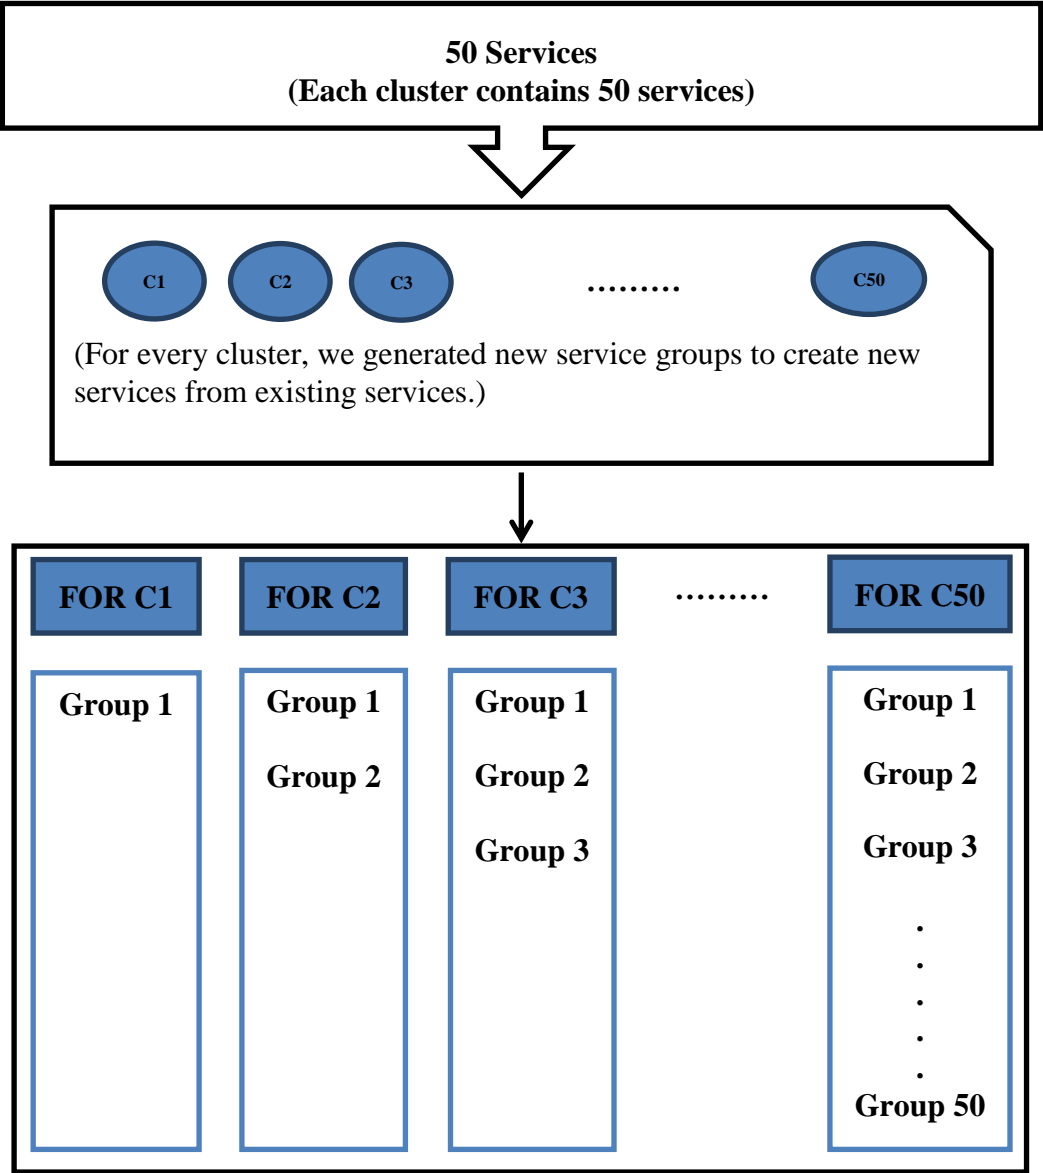 50 Services
(Each cluster contains 50 services)
C1 C2 C3 ......... C50
(For every cluster, we generated new service groups to create new
services from existing services.)
FOR C1 FOR C2 FOR C3 ......... FOR C50
Group 1 Group 1 Group 1 Group 1
Group 2 Group 2 Group 2
Group 3 Group 3
.
.
.
.
.
Group 50